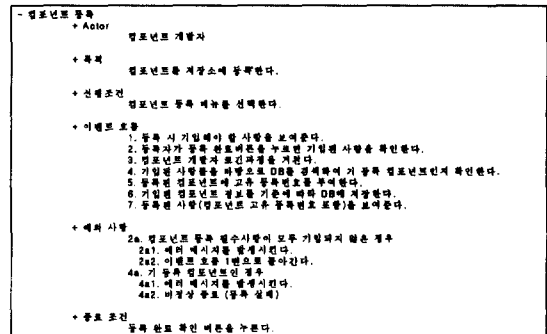 - 컴포넌트 등록
+ Actor
컴포넌트 개발자
+ 목적
컴포넌트를 저장소에 등록한다.
+ 선행조건
컴포넌트 등록 메뉴를 선택한다.
+ 이벤트 흐름
1. 등록 시 기입해야 할 사항을 보여준다.
2. 등록자가 등록 완료버튼을 누르면 기입된 사항을 확인한다.
3. 컴포넌트 개발자 로긴과정을 거친다.
4. 기입된 사항들을 바탕으로 DB를 검색하여 기 등록 컴포넌트인지 확인한다.
5. 등록된 컴포넌트에 고유 등록번호를 부여한다.
6. 기입된 컴포넌트 정보를 기준에 따라 DB에 저장한다.
7. 등록된 사항(컴포넌트 고유 등록번호 포함)을 보여준다.
+ 예외 사항
2a. 컴포넌트 등록 필수사항이 모두 기입되지 않은 경우
2a1. 에러 메시지를 발생시킨다.
2a2. 이벤트 흐름 1번으로 돌아간다.
4a. 기 등록 컴포넌트인 경우
4a1. 에러 메시지를 발생시킨다.
4a2. 비정상 종료 (등록 실패)
+ 종료 조건
등록 완료 확인 버튼을 누른다.